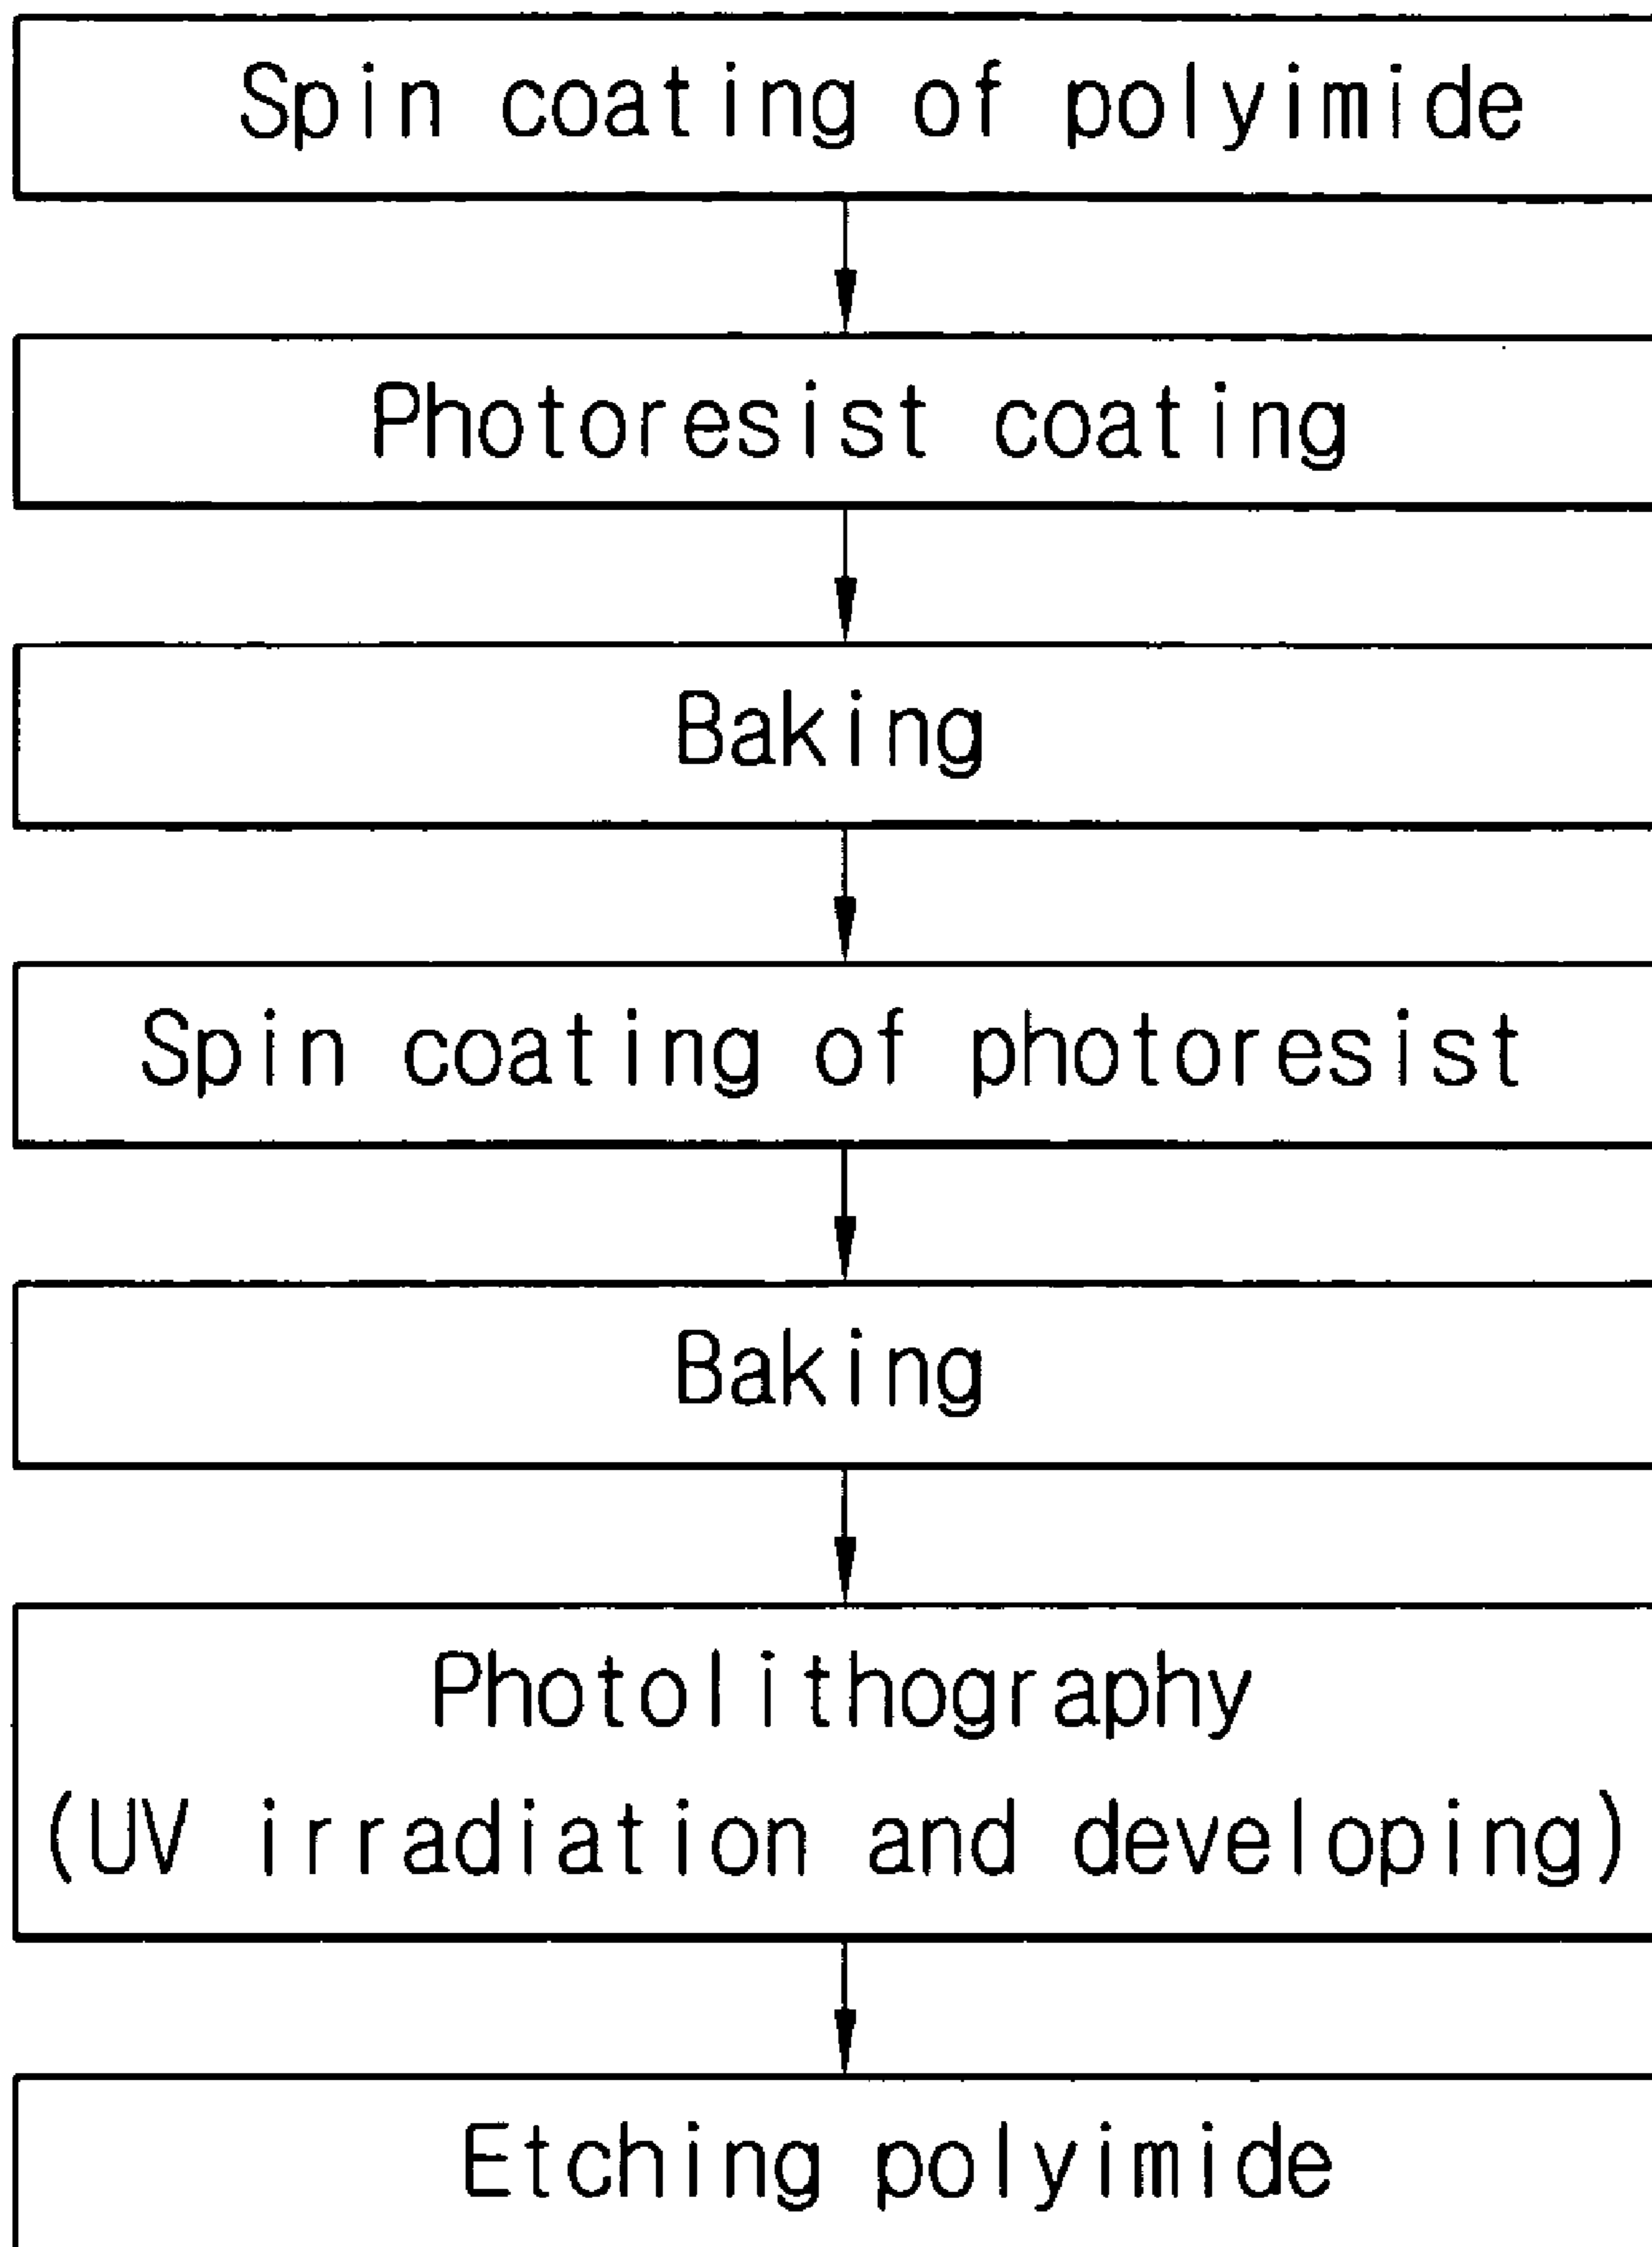 Spin coating of polyimide
Photoresist coating
Baking
Spin coating of photoresist
Baking
Photolithography
(UV irradiation and developing)
Etching polyimide